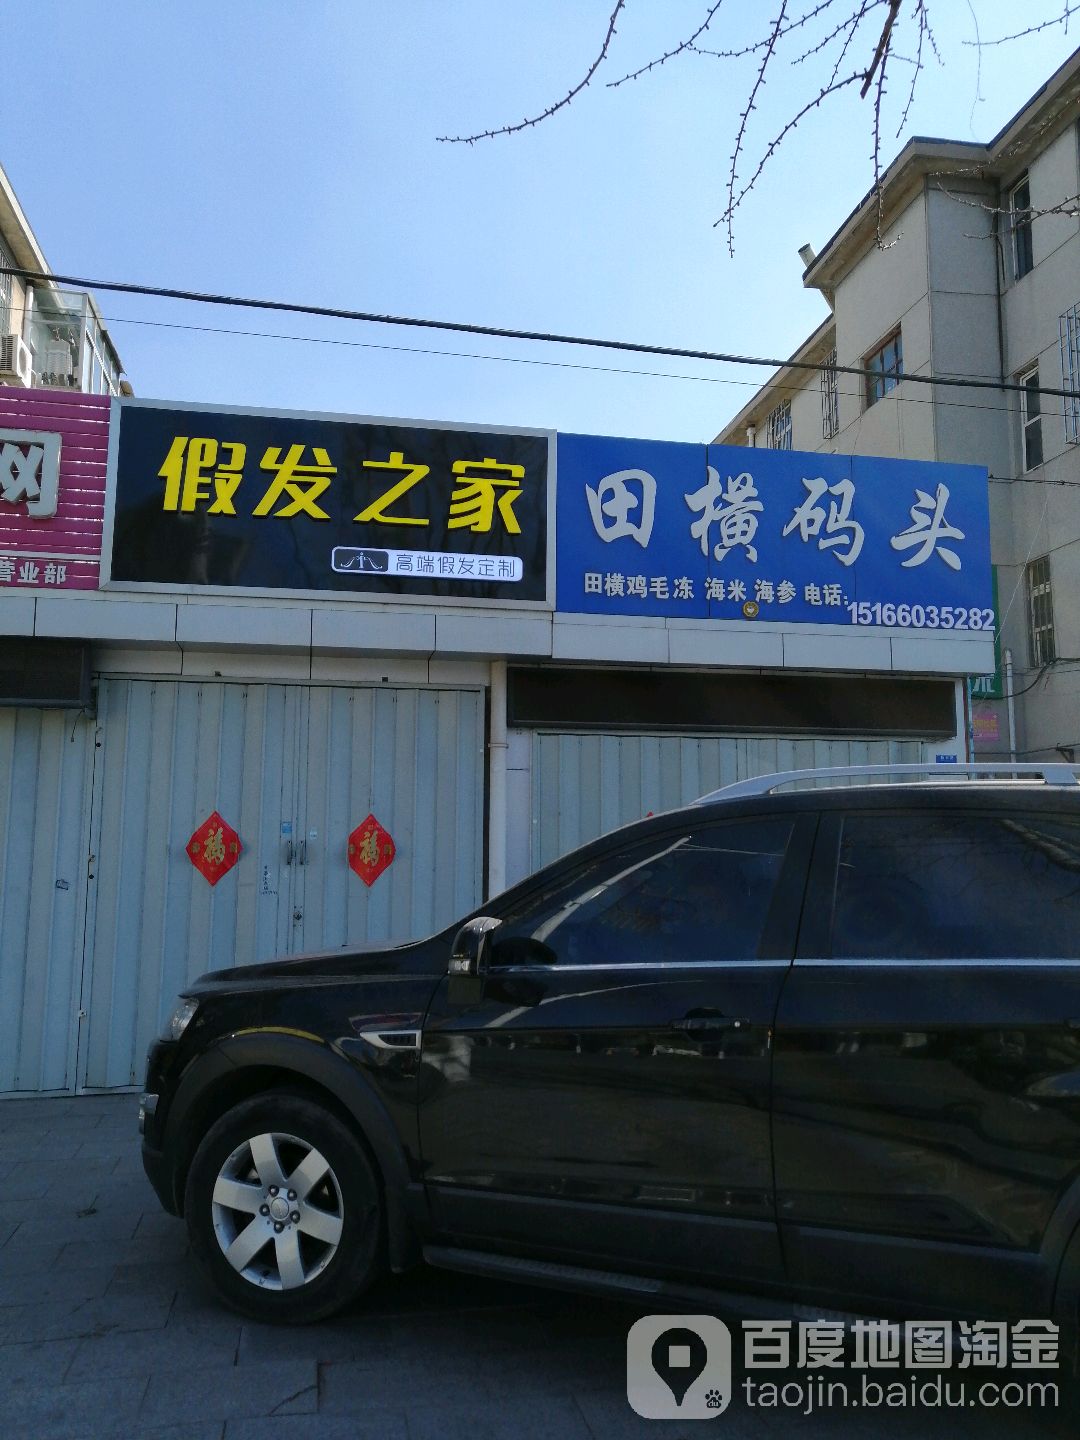 网
营业部
假发之家
高端假发定制
田横码头
田横鸡毛冻 海米 海参 电话:15166035282
福
福
百度地图淘金
taojin.baidu.com